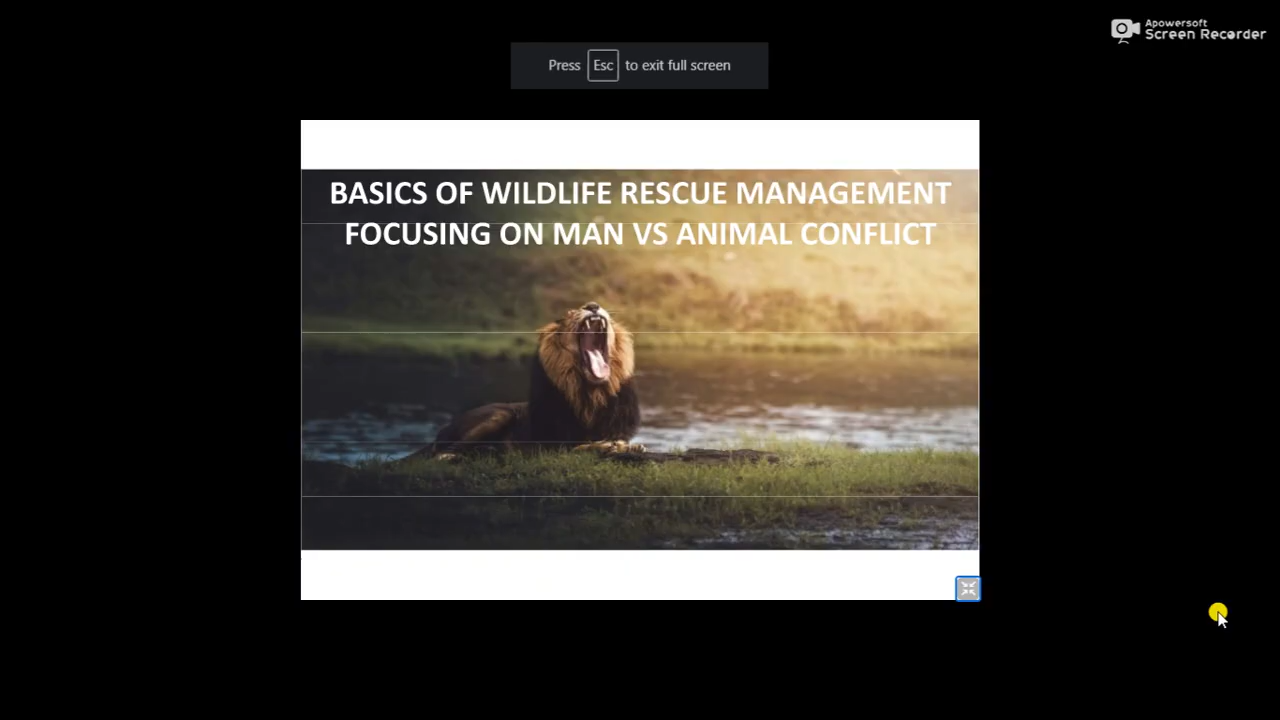 Apowersoft
Screen Recorder
Press Esc to exit full screen
BASICS OF WILDLIFE RESCUE MANAGEMENT
FOCUSING ON MAN VS ANIMAL CONFLICT